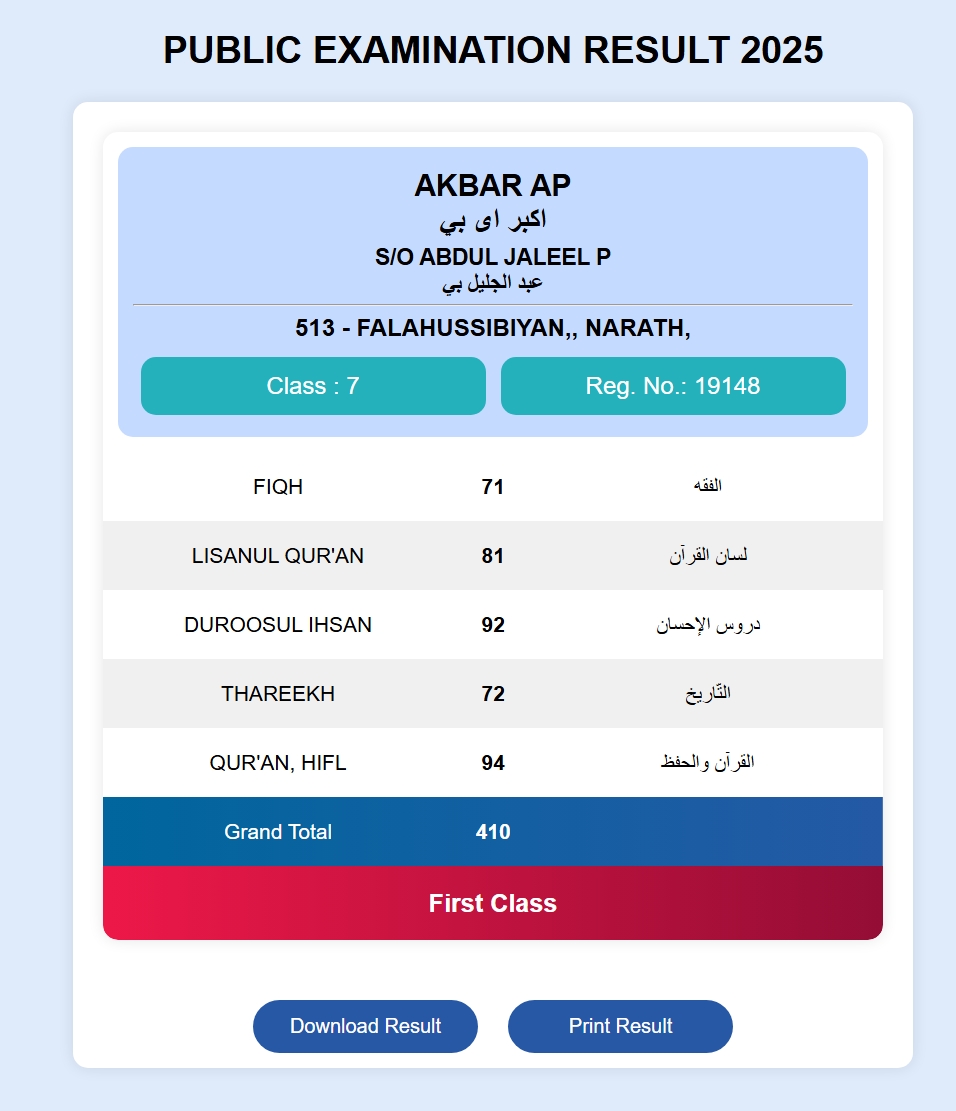 PUBLIC EXAMINATION RESULT 2025
AKBAR AP
اكبر اى بي
S/O ABDUL JALEEL P
عبد الجليل بي
513 - FALAHUSSIBIYAN,, NARATH,
Class : 7
Reg. No.: 19148
FIQH 71 الفقه
LISANUL QUR'AN 81 لسان القرآن
DUROOSUL IHSAN 92 دروس الإحسان
THAREEKH 72 التّاريخ
QUR'AN, HIFL 94 القرآن والحفظ
Grand Total 410
First Class
Download Result
Print Result